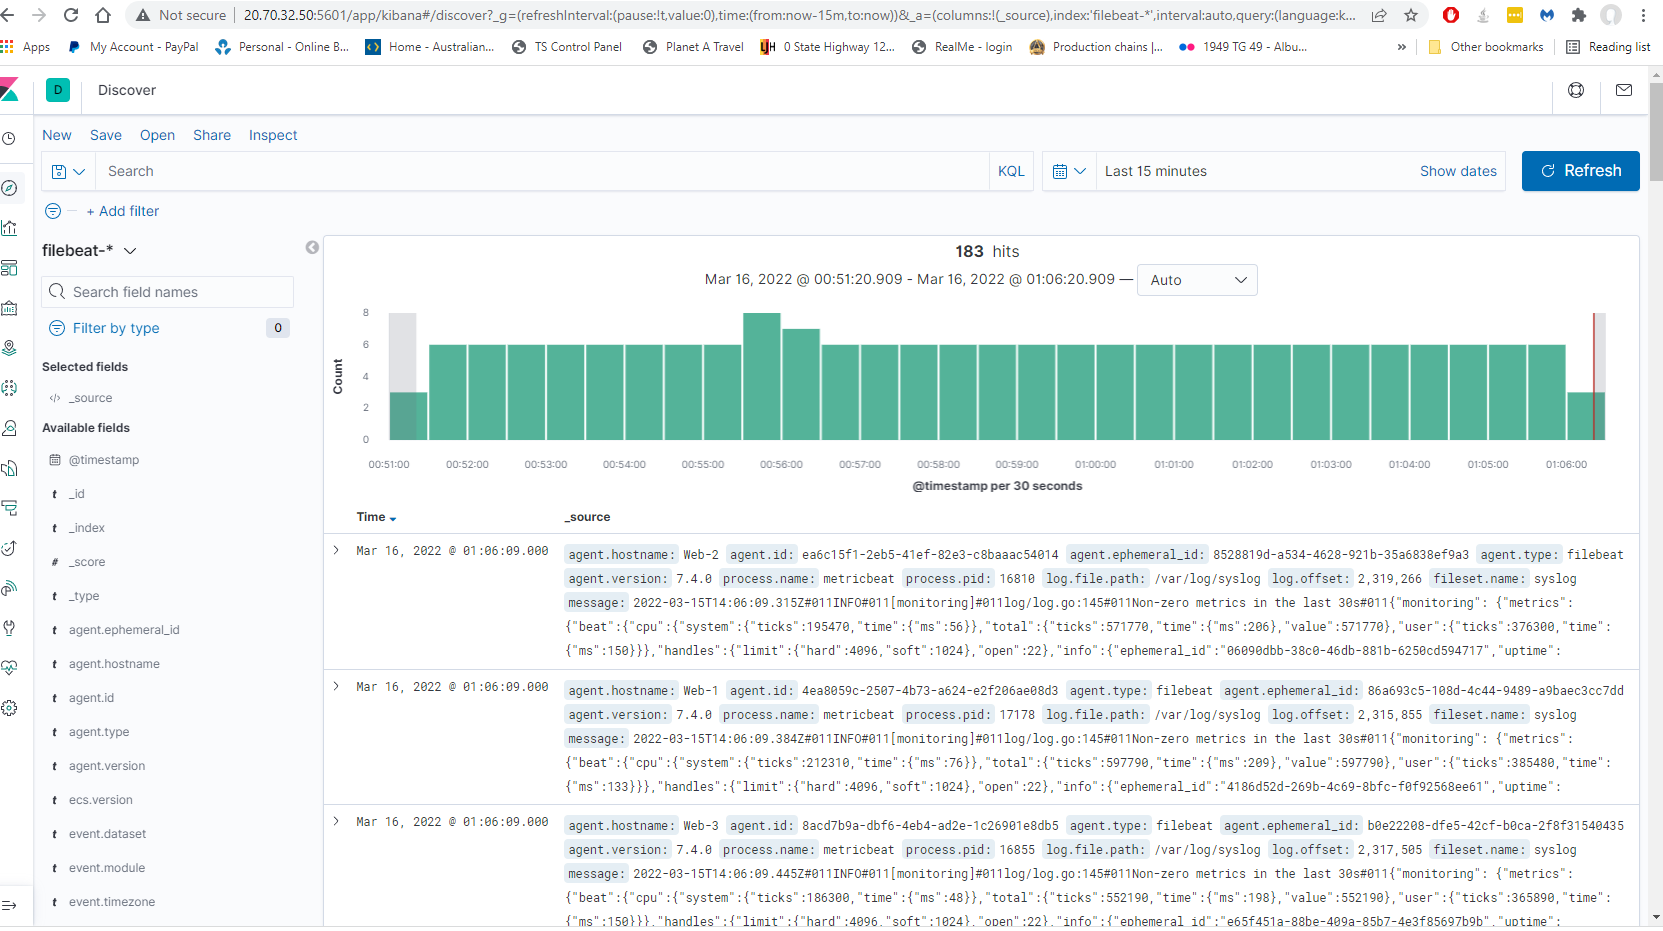 Not secure | 20.70.32.50:5601/app/kibana#/discover?_g=(refreshInterval:(pause:!t,value:0),time:(from:now-15m,to:now))&_a=(columns:!(_source),index:'filebeat-*',interval:auto,query:(language:k...
Apps My Account - PayPal Personal - Online B... Home - Australian... TS Control Panel Planet A Travel 0 State Highway 12... RealMe - login Production chains |... 1949 TG 49 - Albu... » Other bookmarks Reading list
D Discover
New Save Open Share Inspect
Search KQL Last 15 minutes Show dates Refresh
+ Add filter
filebeat-*
183 hits
Mar 16, 2022 @ 00:51:20.909 - Mar 16, 2022 @ 01:06:20.909 — Auto
Search field names
Filter by type 0
Selected fields
</> _source
Available fields
@timestamp
t _id
t _index
# _score
t _type
t agent.ephemeral_id
t agent.hostname
t agent.id
t agent.type
t agent.version
t ecs.version
t event.dataset
t event.module
t event.timezone
Count
8
6
4
2
0
00:51:00 00:52:00 00:53:00 00:54:00 00:55:00 00:56:00 00:57:00 00:58:00 00:59:00 01:00:00 01:01:00 01:02:00 01:03:00 01:04:00 01:05:00 01:06:00
@timestamp per 30 seconds
Time _source
Mar 16, 2022 @ 01:06:09.000 agent.hostname: Web-2 agent.id: ea6c15f1-2eb5-41ef-82e3-c8baaac54014 agent.ephemeral_id: 8528819d-a534-4628-921b-35a6838ef9a3 agent.type: filebeat
agent.version: 7.4.0 process.name: metricbeat process.pid: 16810 log.file.path: /var/log/syslog log.offset: 2,319,266 fileset.name: syslog
message: 2022-03-15T14:06:09.315Z#011INFO#011[monitoring]#011log/log.go:145#011Non-zero metrics in the last 30s#011{"monitoring": {"metrics":
{"beat":{"cpu":{"system":{"ticks":195470,"time":{"ms":56}},"total":{"ticks":571770,"time":{"ms":206},"value":571770},"user":{"ticks":376300,"time":
{"ms":150}}},"handles":{"limit":{"hard":4096,"soft":1024},"open":22},"info":{"ephemeral_id":"06090dbb-38c0-46db-881b-6250cd594717","uptime":
Mar 16, 2022 @ 01:06:09.000 agent.hostname: Web-1 agent.id: 4ea8059c-2507-4b73-a624-e2f206ae08d3 agent.type: filebeat agent.ephemeral_id: 86a693c5-108d-4c44-9489-a9baec3cc7dd
agent.version: 7.4.0 process.name: metricbeat process.pid: 17178 log.file.path: /var/log/syslog log.offset: 2,315,855 fileset.name: syslog
message: 2022-03-15T14:06:09.384Z#011INFO#011[monitoring]#011log/log.go:145#011Non-zero metrics in the last 30s#011{"monitoring": {"metrics":
{"beat":{"cpu":{"system":{"ticks":212310,"time":{"ms":76}},"total":{"ticks":597790,"time":{"ms":209},"value":597790},"user":{"ticks":385480,"time":
{"ms":133}}},"handles":{"limit":{"hard":4096,"soft":1024},"open":22},"info":{"ephemeral_id":"4186d52d-269b-4c69-8bfc-f0f92568ee61","uptime":
Mar 16, 2022 @ 01:06:09.000 agent.hostname: Web-3 agent.id: 8acd7b9a-dbf6-4eb4-ad2e-1c26901e8db5 agent.type: filebeat agent.ephemeral_id: b0e22208-dfe5-42cf-b0ca-2f8f31540435
agent.version: 7.4.0 process.name: metricbeat process.pid: 16855 log.file.path: /var/log/syslog log.offset: 2,317,505 fileset.name: syslog
message: 2022-03-15T14:06:09.445Z#011INFO#011[monitoring]#011log/log.go:145#011Non-zero metrics in the last 30s#011{"monitoring": {"metrics":
{"beat":{"cpu":{"system":{"ticks":186300,"time":{"ms":48}},"total":{"ticks":552190,"time":{"ms":198},"value":552190},"user":{"ticks":365890,"time":
{"ms":150}}},"handles":{"limit":{"hard":4096,"soft":1024},"open":22},"info":{"ephemeral_id":"e65f451a-88be-409a-85b7-4e3f85697b9b","uptime":